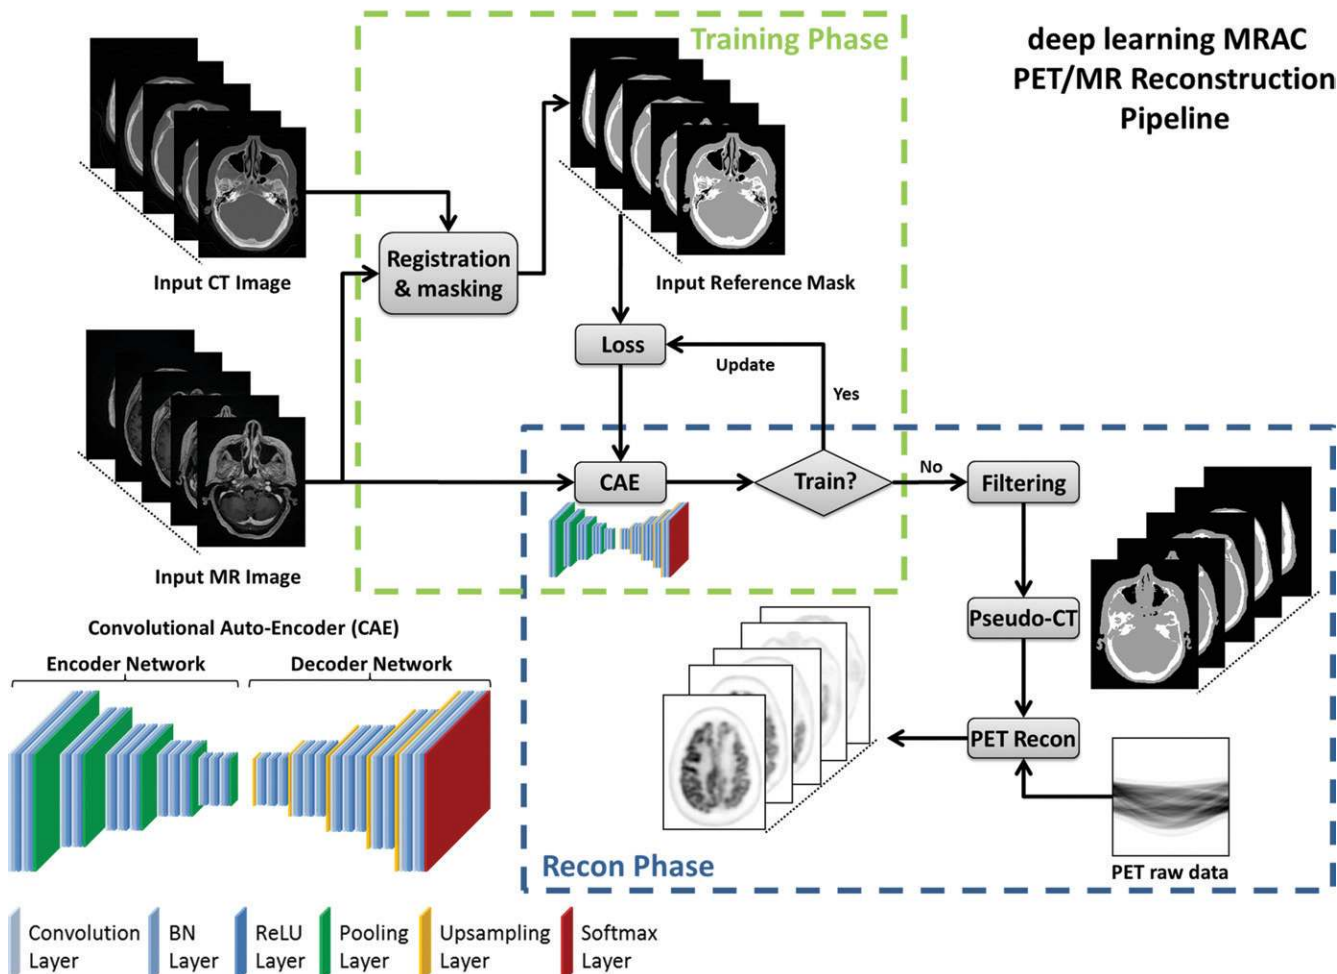 Training Phase
deep learning MRAC
PET/MR Reconstruction
Pipeline
Registration
& masking
Input CT Image
Input Reference Mask
Loss
Update
Yes
CAE
Train?
No
Filtering
Input MR Image
Pseudo-CT
Convolutional Auto-Encoder (CAE)
Encoder Network
Decoder Network
PET Recon
Recon Phase
PET raw data
Convolution
Layer
BN
Layer
ReLU
Layer
Pooling
Layer
Upsampling
Layer
Softmax
Layer